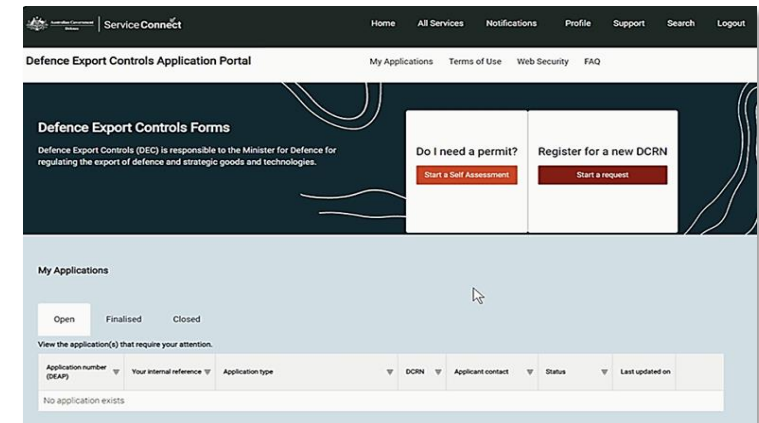 Australian Government
Defence
ServiceConnect
Home All Services Notifications Profile Support Search Logout
Defence Export Controls Application Portal
My Applications Terms of Use Web Security FAQ
Defence Export Controls Forms
Defence Export Controls (DEC) is responsible to the Minister for Defence for
regulating the export of defence and strategic goods and technologies.
Do I need a permit?
Start a Self Assessment
Register for a new DCRN
Start a request
My Applications
Open Finalised Closed
View the application(s) that require your attention.
Application number
(DEAP)
Your internal reference
Application type
DCRN
Applicant contact
Status
Last updated on
No application exists